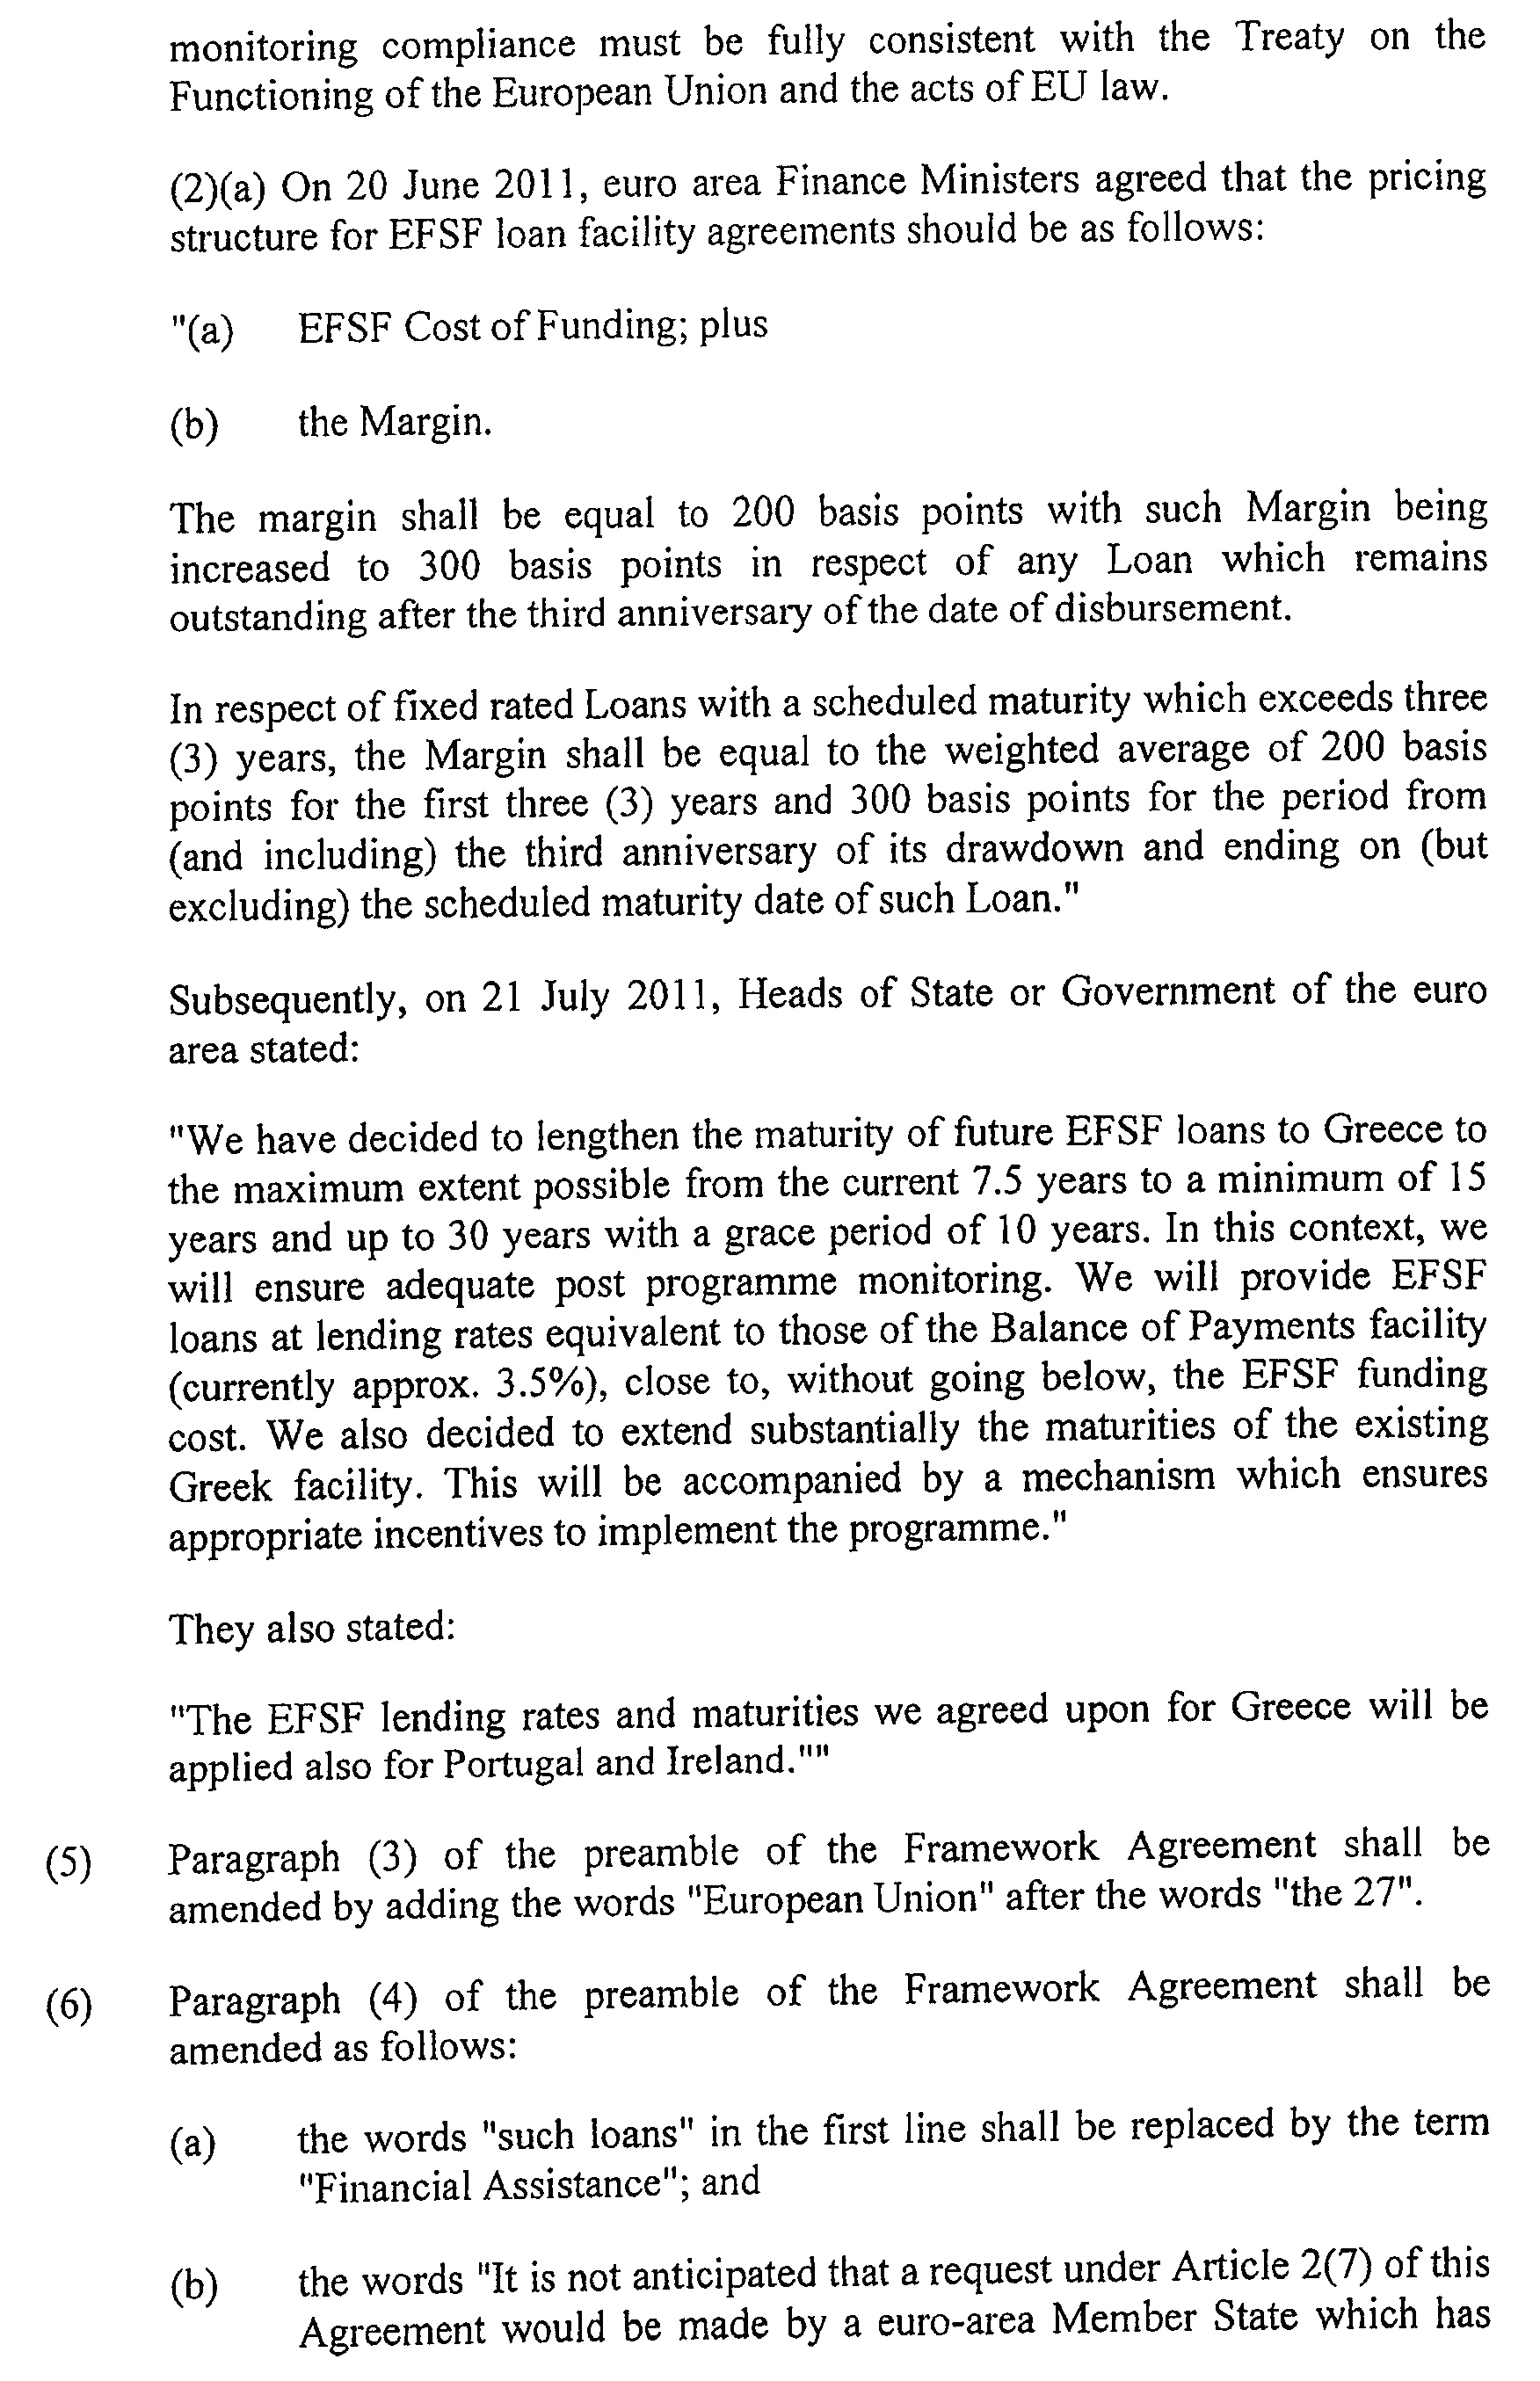 monitoring compliance must be fully consistent with the Treaty on the
Functioning of the European Union and the acts of EU law.
(2)(a) On 20 June 2011, euro area Finance Ministers agreed that the pricing
structure for EFSF loan facility agreements should be as follows:
"(a) EFSF Cost of Funding; plus
(b) the Margin.
The margin shall be equal to 200 basis points with such Margin being
increased to 300 basis points in respect of any Loan which remains
outstanding after the third anniversary of the date of disbursement.
In respect of fixed rated Loans with a scheduled maturity which exceeds three
(3) years, the Margin shall be equal to the weighted average of 200 basis
points for the first three (3) years and 300 basis points for the period from
(and including) the third anniversary of its drawdown and ending on (but
excluding) the scheduled maturity date of such Loan."
Subsequently, on 21 July 2011, Heads of State or Government of the euro
area stated:
"We have decided to lengthen the maturity of future EFSF loans to Greece to
the maximum extent possible from the current 7.5 years to a minimum of 15
years and up to 30 years with a grace period of 10 years. In this context, we
will ensure adequate post programme monitoring. We will provide EFSF
loans at lending rates equivalent to those of the Balance of Payments facility
(currently approx. 3.5%), close to, without going below, the EFSF funding
cost. We also decided to extend substantially the maturities of the existing
Greek facility. This will be accompanied by a mechanism which ensures
appropriate incentives to implement the programme."
They also stated:
"The EFSF lending rates and maturities we agreed upon for Greece will be
applied also for Portugal and Ireland.""
(5) Paragraph (3) of the preamble of the Framework Agreement shall be
amended by adding the words "European Union" after the words "the 27".
(6) Paragraph (4) of the preamble of the Framework Agreement shall be
amended as follows:
(a) the words "such loans" in the first line shall be replaced by the term
"Financial Assistance"; and
(b) the words "It is not anticipated that a request under Article 2(7) of this
Agreement would be made by a euro-area Member State which has